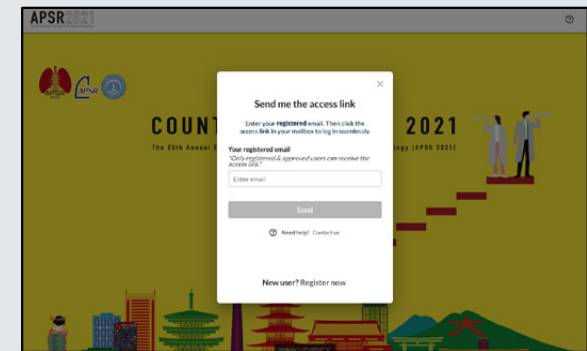 APSR2021
APSR
COUNT
2021
The 25th Annual C
logy (APSR 2021)
Send me the access link
Enter your registered email. Then click the
access link in your mailbox to log in seamlessly.
Your registered email
"Only registered & approved users can receive the
access link."
Enter email
Send
Need help? Contact us
New user? Register now